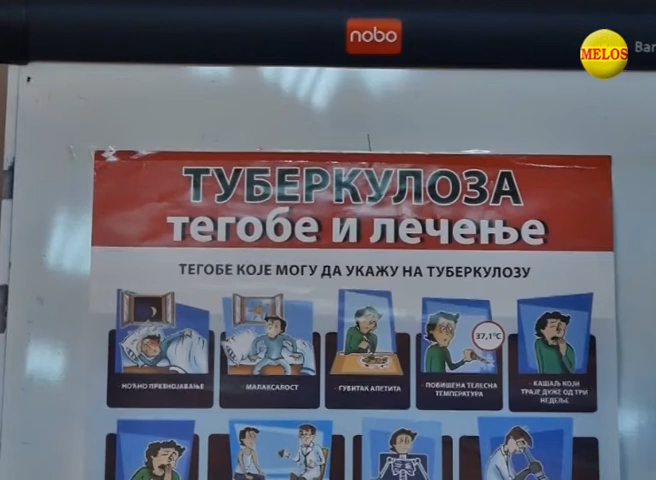 nobo
MELOS
Bar
ТУБЕРКУЛОЗА
тегобе и лечење
ТЕГОБЕ КОЈЕ МОГУ ДА УКАЖУ НА ТУБЕРКУЛОЗУ
37,1°C
НОЋНО ПРЕЗНОЈАВАЊЕ
МАЛАКСАЛОСТ
ГУБИТАК АПЕТИТА
ПОВИШЕНА ТЕЛЕСНА
ТЕМПЕРАТУРА
КАШАЉ КОЈИ
ТРАЈЕ ДУЖЕ ОД ТРИ
НЕДЕЉЕ